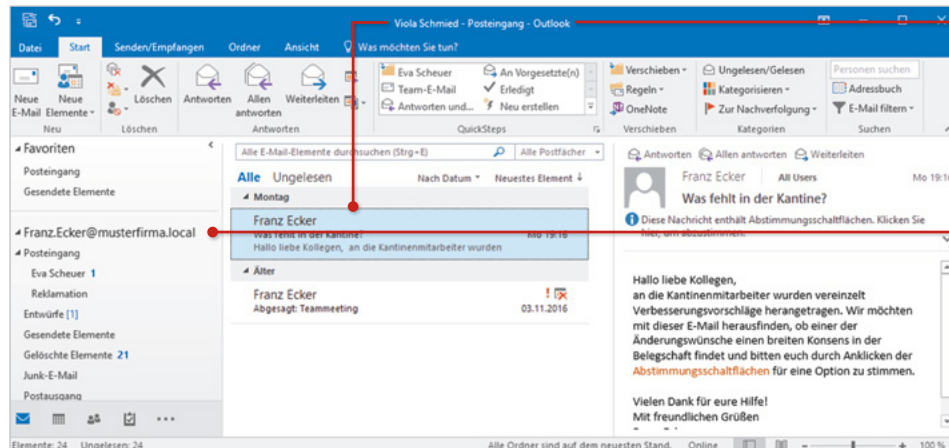 Viola Schmied - Posteingang - Outlook
Datei Start Senden/Empfangen Ordner Ansicht Was möchten Sie tun?
Neue E-Mail
Neue Elemente
Löschen
Antworten
Allen antworten
Weiterleiten
Eva Scheuer
Team-E-Mail
Antworten und...
An Vorgesetzte(n)
Erledigt
Neu erstellen
Verschieben
Regeln
OneNote
Ungelesen/Gelesen
Kategorisieren
Zur Nachverfolgung
Personen suchen
Adressbuch
E-Mail filtern
Neu Löschen Antworten QuickSteps Verschieben Kategorien Suchen
Favoriten
Posteingang
Gesendete Elemente
Franz.Ecker@musterfirma.local
Posteingang
Eva Scheuer 1
Reklamation
Entwürfe [1]
Gesendete Elemente
Gelöschte Elemente 21
Junk-E-Mail
Postausgang
Alle E-Mail-Elemente durchsuchen (Strg+E) Alle Postfächer
Alle Ungelesen Nach Datum Neuestes Element
Montag
Franz Ecker
Was fehlt in der Kantine? Mo 19:16
Hallo liebe Kollegen, an die Kantinenmitarbeiter wurden
Älter
Franz Ecker
Abgesagt: Teammeeting 03.11.2016
Antworten Allen antworten Weiterleiten
Franz Ecker All Users Mo 19:16
Was fehlt in der Kantine?
Diese Nachricht enthält Abstimmungsschaltflächen. Klicken Sie
hier, um abzustimmen.
Hallo liebe Kollegen,
an die Kantinenmitarbeiter wurden vereinzelt
Verbesserungsvorschläge herangetragen. Wir möchten
mit dieser E-Mail herausfinden, ob einer der
Änderungswünsche einen breiten Konsens in der
Belegschaft findet und bitten euch durch Anklicken der
Abstimmungsschaltflächen für eine Option zu stimmen.
Vielen Dank für eure Hilfe!
Mit freundlichen Grüßen
Elemente: 24 Ungelesen: 24 Alle Ordner sind auf dem neuesten Stand. Online 100 %